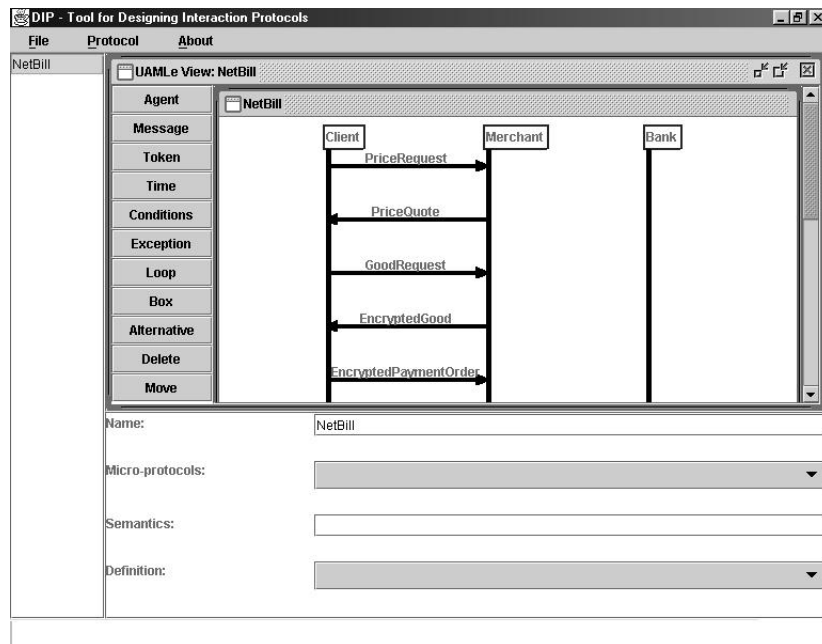 DIP - Tool for Designing Interaction Protocols
File Protocol About
NetBill
UAMLe View: NetBill
Agent
Message
Token
Time
Conditions
Exception
Loop
Box
Alternative
Delete
Move
NetBill
Client Merchant Bank
PriceRequest
PriceQuote
GoodRequest
EncryptedGood
EncryptedPaymentOrder
Name: NetBill
Micro-protocols:
Semantics:
Definition: